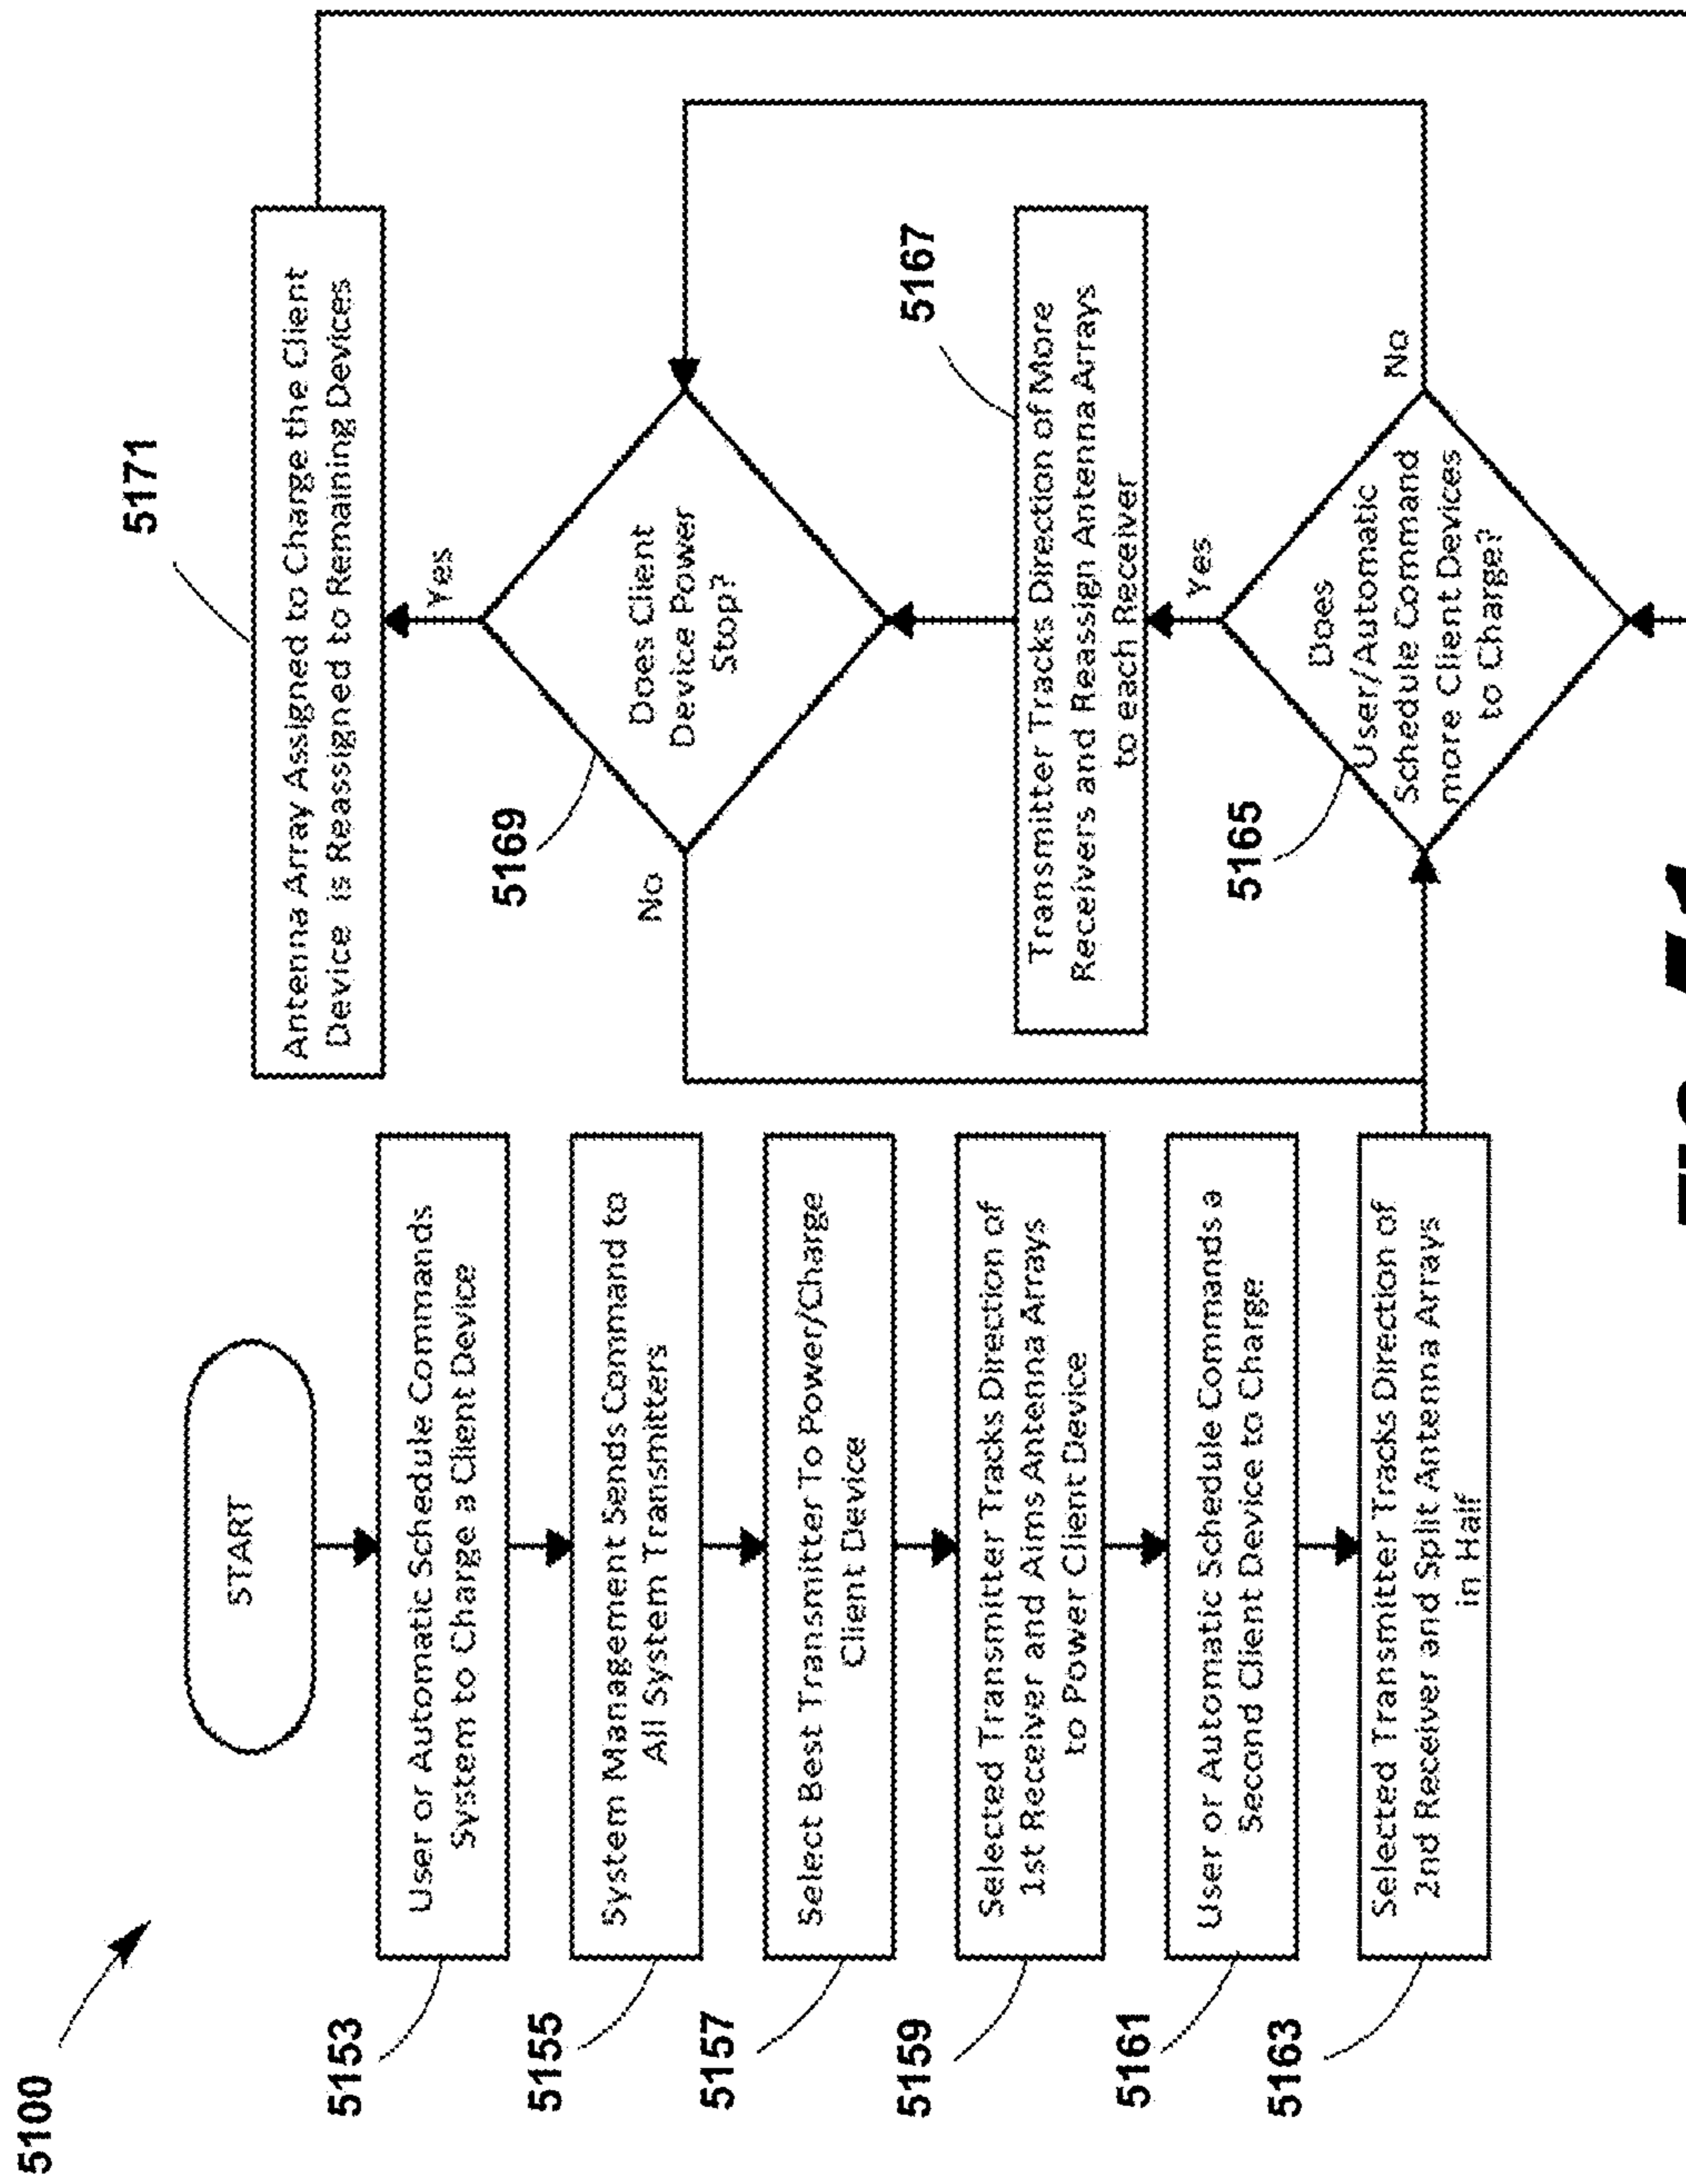 5100
START
5153
User or Automatic Schedule Commands
System to Charge a Client Device
5155
System Management Sends Command to
All System Transmitters
5157
Select Best Transmitter To Power/Charge
Client Device
5159
Selected Transmitter Tracks Direction of
1st Receiver and Aims Antenna Arrays
to Power Client Device
5161
User or Automatic Schedule Commands a
Second Client Device to Charge
5163
Selected Transmitter Tracks Direction of
2nd Receiver and Split Antenna Arrays
in Half
5171
Antenna Array Assigned to Charge the Client
Device is Reassigned to Remaining Devices
Yes
5169
Does Client
Device Power
Stop?
No
5167
Transmitter Tracks Direction of More
Receivers and Reassign Antenna Arrays
to each Receiver
Yes
5165
Does
User/Automatic
Schedule Command
more Client Devices
to Charge?
No